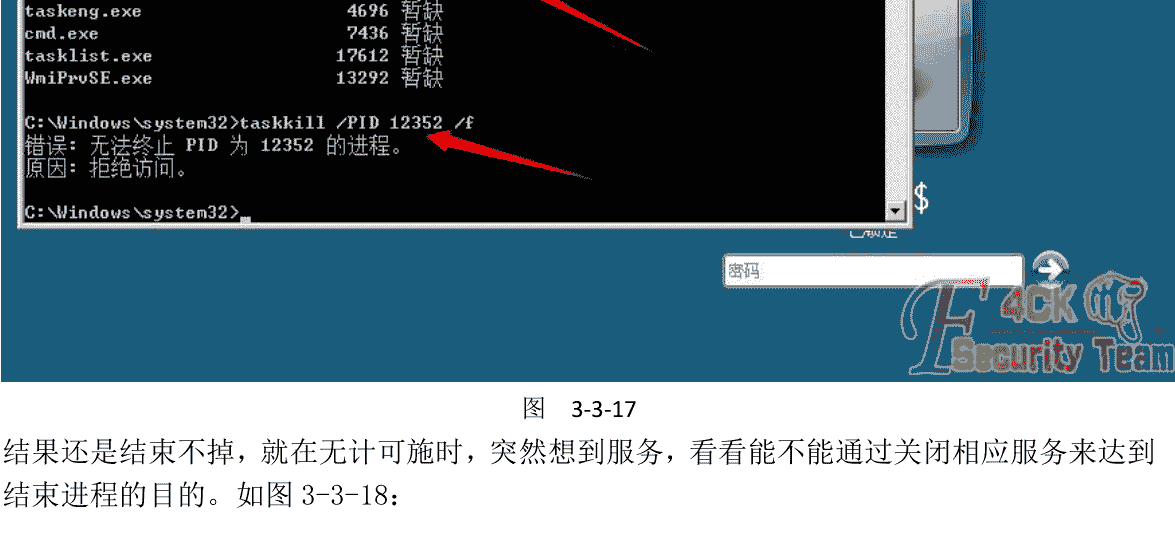 taskeng.exe 4696 暂缺
cmd.exe 7436 暂缺
tasklist.exe 17612 暂缺
WmiPrvSE.exe 13292 暂缺
C:\Windows\system32>taskkill /PID 12352 /f
错误: 无法终止 PID 为 12352 的进程。
原因: 拒绝访问。
C:\Windows\system32>_
$
已锁定
密码
F4CK
Security Team
图 3-3-17
结果还是结束不掉，就在无计可施时，突然想到服务，看看能不能通过关闭相应服务来达到
结束进程的目的。如图 3-3-18：